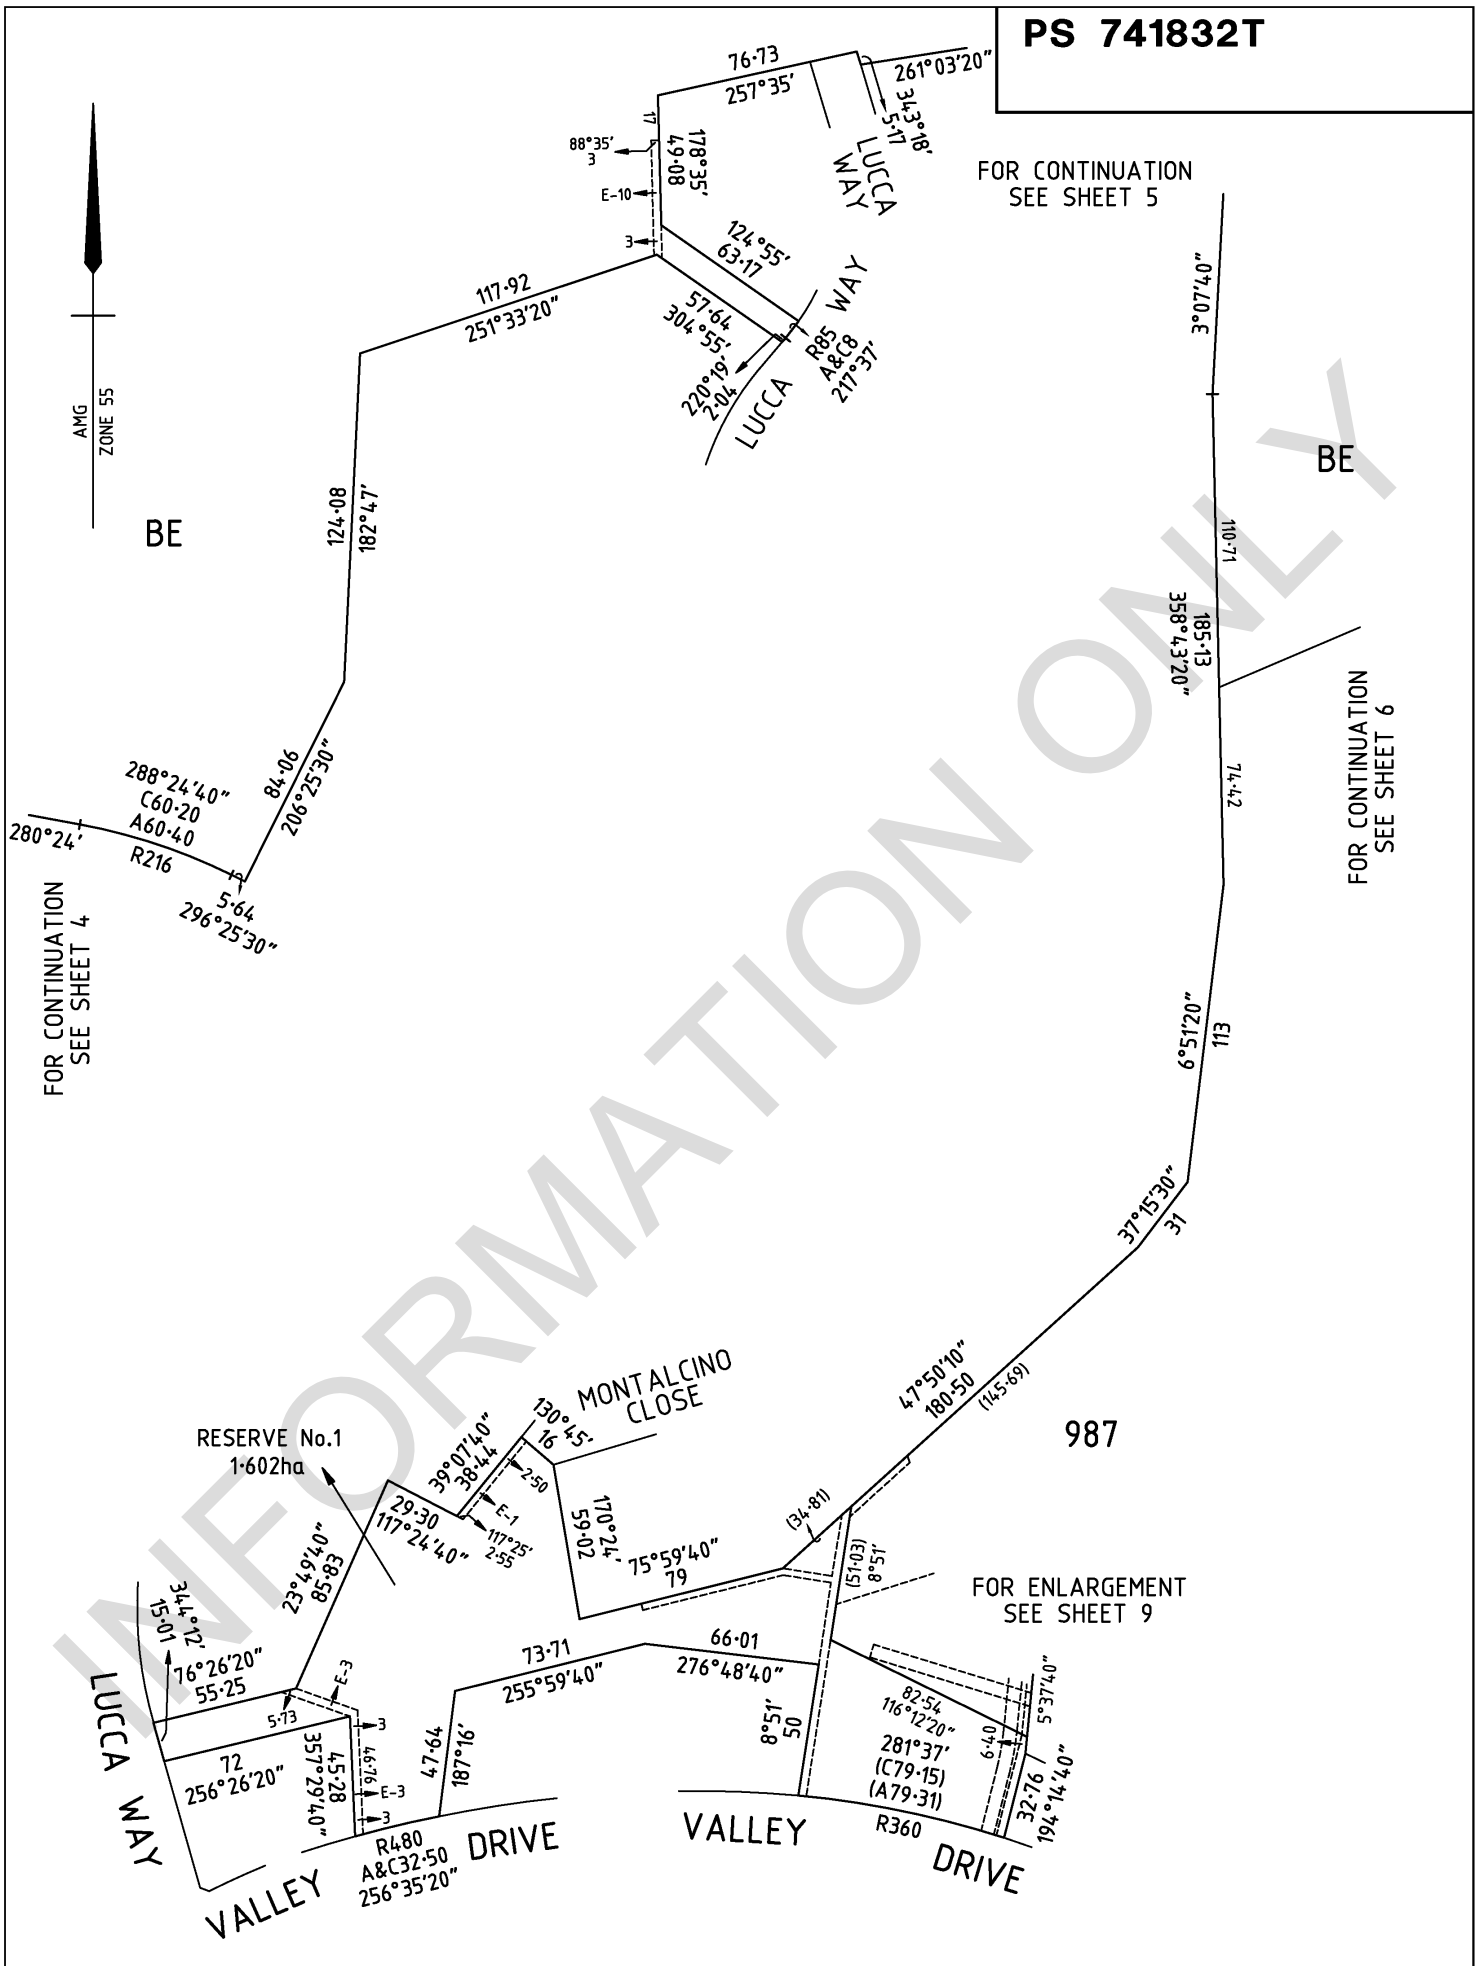 PS 741832T
76·73
257°35'
261°03'20"
343°18'
5·17
LUCCA
WAY
FOR CONTINUATION
SEE SHEET 5
17
88°35'
3
178°35'
49·08
E-10
3
124°55'
63·17
117·92
251°33'20"
57·64
304°55'
220°19'
2·04
LUCCA WAY
R85
A&C8
217°37'
3°07'40"
AMG
ZONE 55
BE
BE
124·08
182°47'
110·71
185·13
358°43'20"
74·42
FOR CONTINUATION
SEE SHEET 6
84·06
206°25'30"
288°24'40"
C60·20
A60·40
R216
280°24'
5·64
296°25'30"
FOR CONTINUATION
SEE SHEET 4
6°51'20"
113
37°15'30"
31
47°50'10"
180·50
(145·69)
987
INFORMATION ONLY
MONTALCINO
CLOSE
130°45'
16
RESERVE No.1
1·602ha
39°07'40"
38·44
2·50
E-1
117°25'
2·55
29·30
117°24'40"
23°49'40"
85·83
170°24'
59·02
75°59'40"
79
(34·81)
(51·03)
8°51'
FOR ENLARGEMENT
SEE SHEET 9
344°12'
15·01
76°26'20"
55·25
5·73
E-3
3
72
256°26'20"
357°29'40"
45·28
46·76
E-3
3
47·64
187°16'
73·71
255°59'40"
66·01
276°48'40"
8°51'
50
82·54
116°12'20"
281°37'
(C79·15)
(A79·31)
R360
6·40
5°37'40"
32·76
194°14'40"
LUCCA WAY
R480
A&C32·50
256°35'20"
VALLEY DRIVE
VALLEY DRIVE